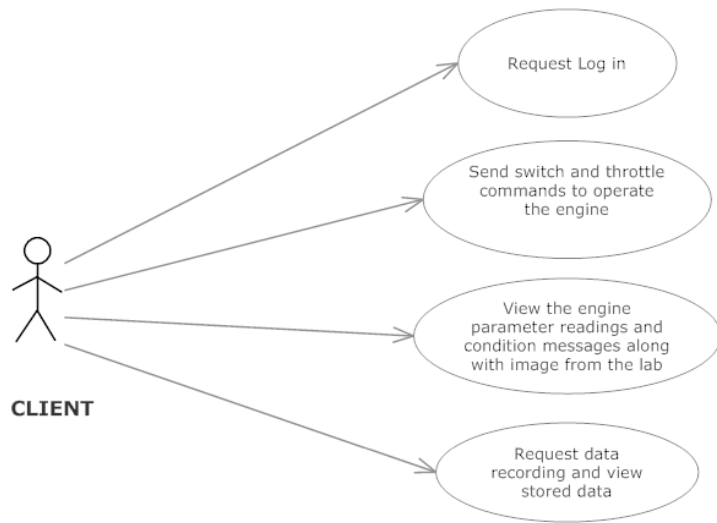 Request Log in
Send switch and throttle
commands to operate
the engine
View the engine
parameter readings and
condition messages along
with image from the lab
CLIENT
Request data
recording and view
stored data